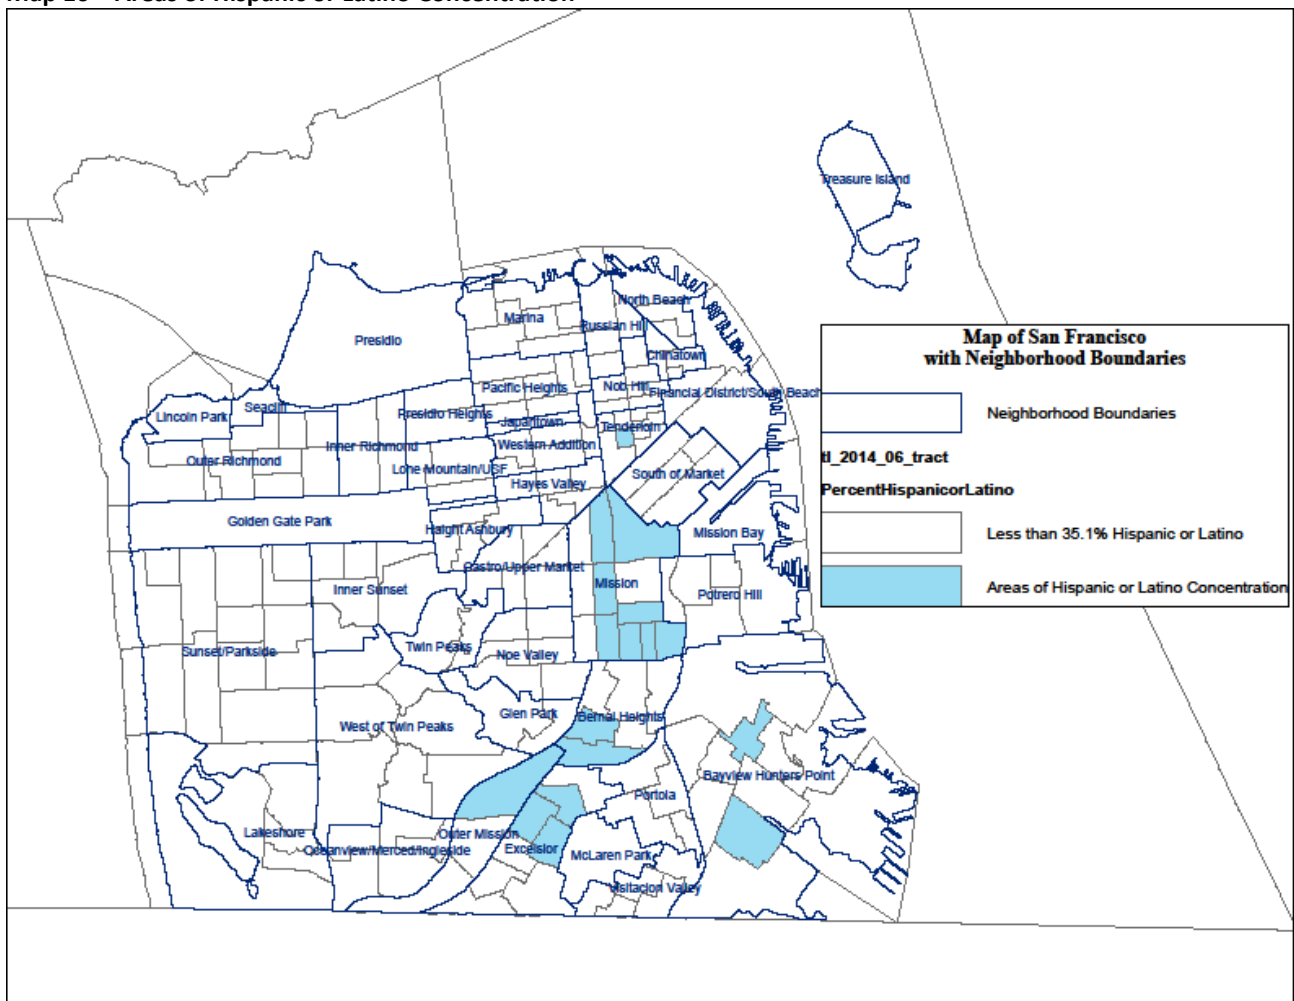 Map of San Francisco
with Neighborhood Boundaries
Neighborhood Boundaries
tl_2014_06_tract
PercentHispanicorLatino
Less than 35.1% Hispanic or Latino
Areas of Hispanic or Latino Concentration
Treasure Island
North Beach
Marina
Russian Hill
Presidio
Chinatown
Pacific Heights
Nob Hill
Financial District/South Beach
Seacliff
Lincoln Park
Presidio Heights
Japantown
Tenderloin
Inner Richmond
Western Addition
Outer Richmond
Lone Mountain/USF
South of Market
Hayes Valley
Golden Gate Park
Haight Ashbury
Mission Bay
Castro/Upper Market
Mission
Inner Sunset
Potrero Hill
Twin Peaks
Sunset/Parkside
Noe Valley
Glen Park
Bernal Heights
West of Twin Peaks
Bayview Hunters Point
Portola
Lakeshore
Outer Mission
Oceanview/Merced/Ingleside
Excelsior
McLaren Park
Visitacion Valley